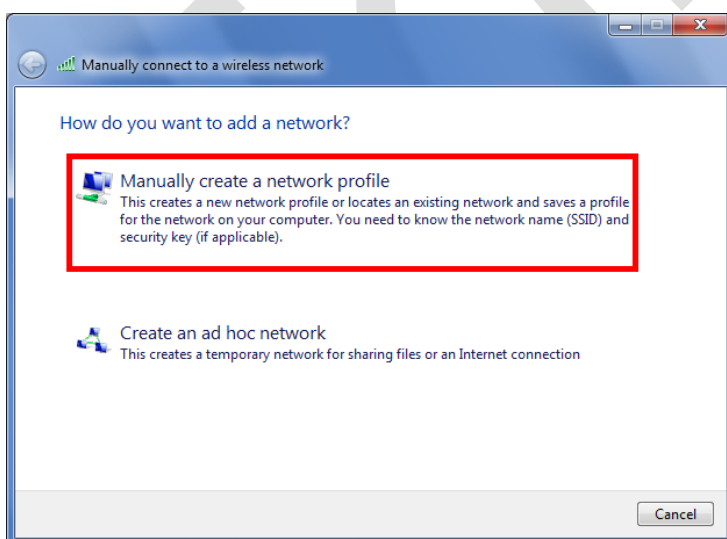 Manually connect to a wireless network
How do you want to add a network?
Manually create a network profile
This creates a new network profile or locates an existing network and saves a profile
for the network on your computer. You need to know the network name (SSID) and
security key (if applicable).
Create an ad hoc network
This creates a temporary network for sharing files or an Internet connection
Cancel